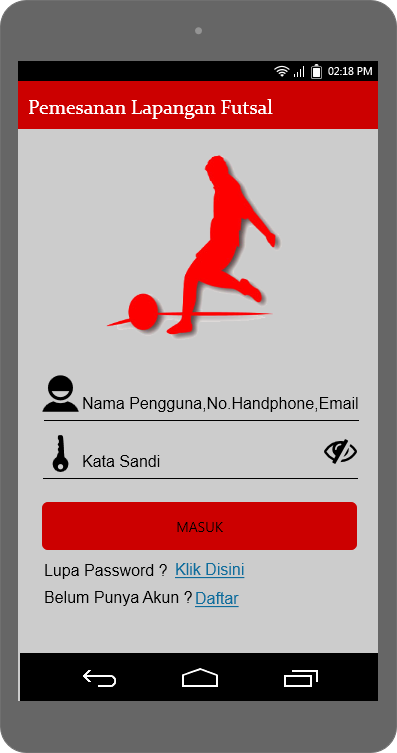 02:18 PM
Pemesanan Lapangan Futsal
Nama Pengguna,No.Handphone,Email
Kata Sandi
MASUK
Lupa Password ? Klik Disini
Belum Punya Akun ? Daftar